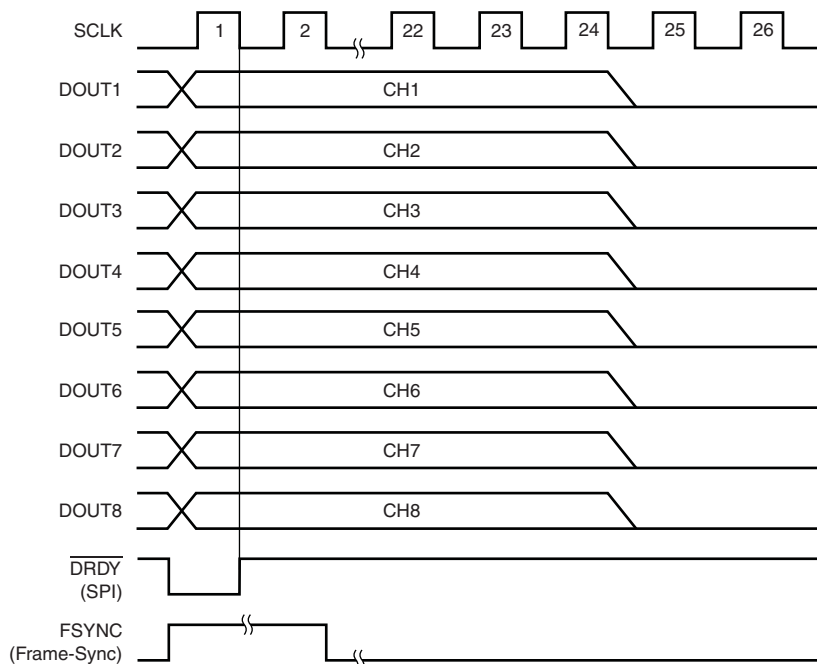 SCLK 1 2 22 23 24 25 26
DOUT1 CH1
DOUT2 CH2
DOUT3 CH3
DOUT4 CH4
DOUT5 CH5
DOUT6 CH6
DOUT7 CH7
DOUT8 CH8
DRDY
(SPI)
FSYNC
(Frame-Sync)